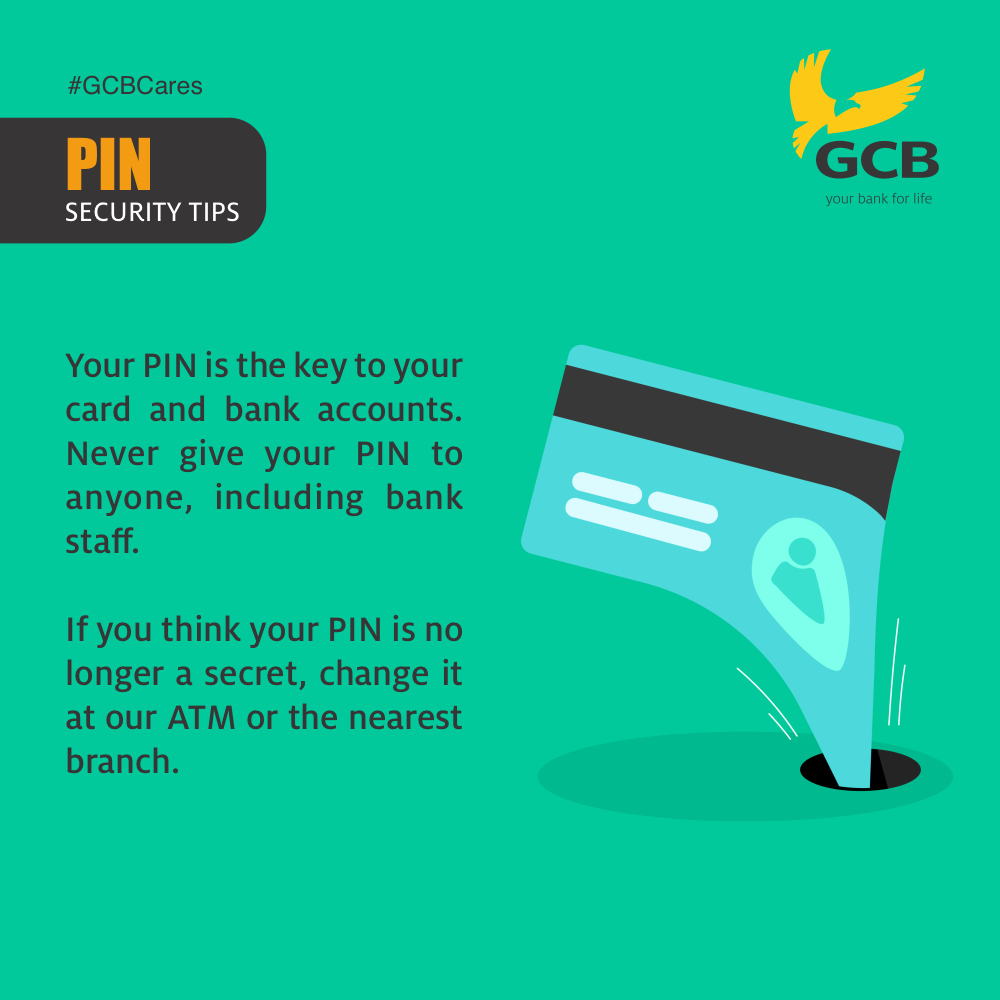 #GCBCares
PIN
SECURITY TIPS
GCB
your bank for life
Your PIN is the key to your
card and bank accounts.
Never give your PIN to
anyone, including bank
staff.
If you think your PIN is no
longer a secret, change it
at our ATM or the nearest
branch.